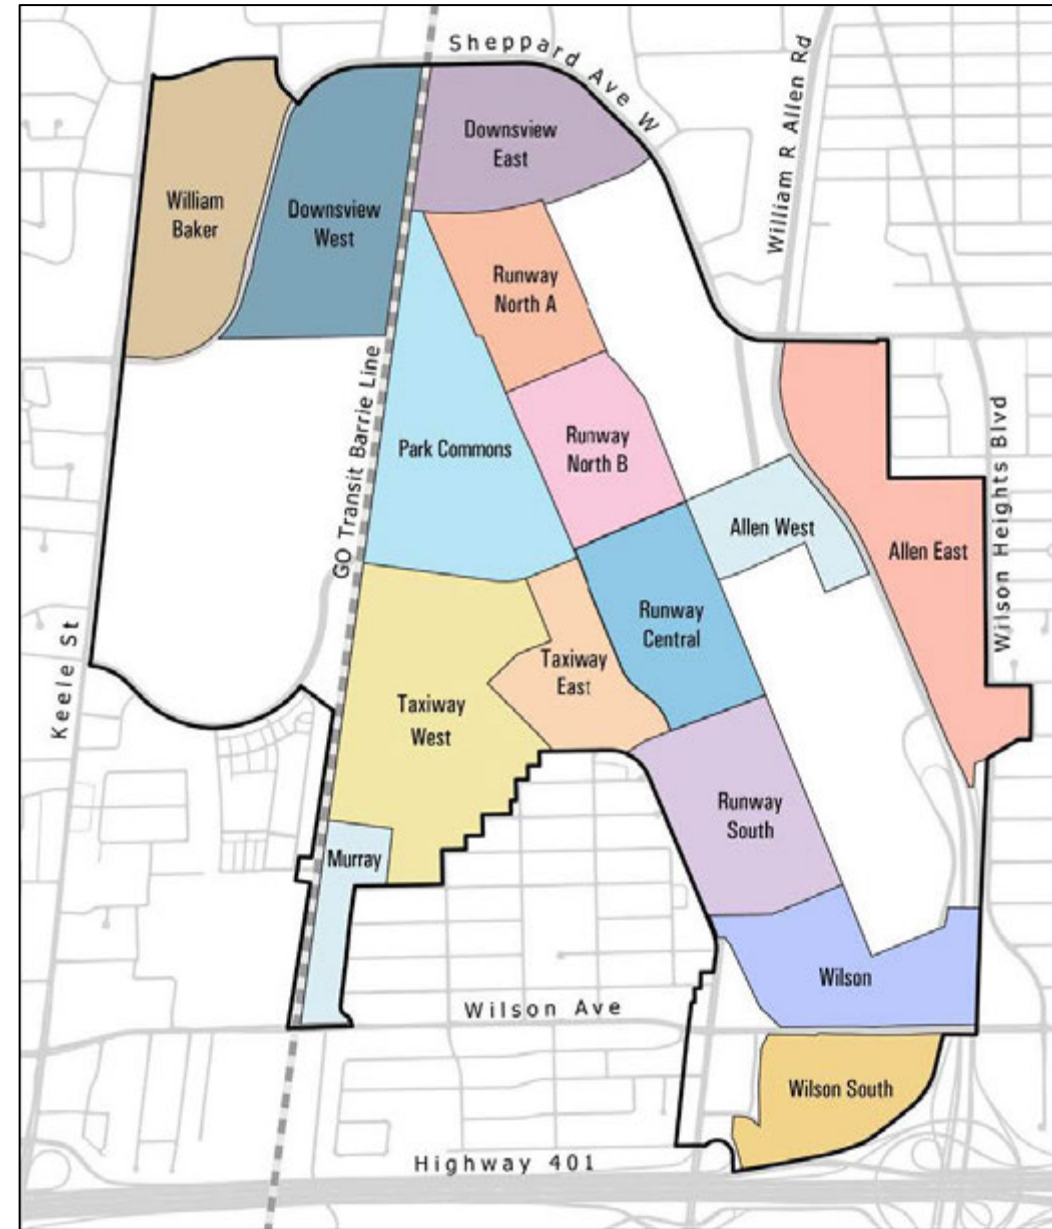 Sheppard Ave W
William R Allen Rd
Downsview
East
William
Baker
Downsview
West
Runway
North A
GO Transit Barrie Line
Park Commons
Runway
North B
Wilson Heights Blvd
Allen West
Allen East
Keele St
Runway
Central
Taxiway
East
Taxiway
West
Runway
South
Murray
Wilson
Wilson Ave
Wilson South
Highway 401